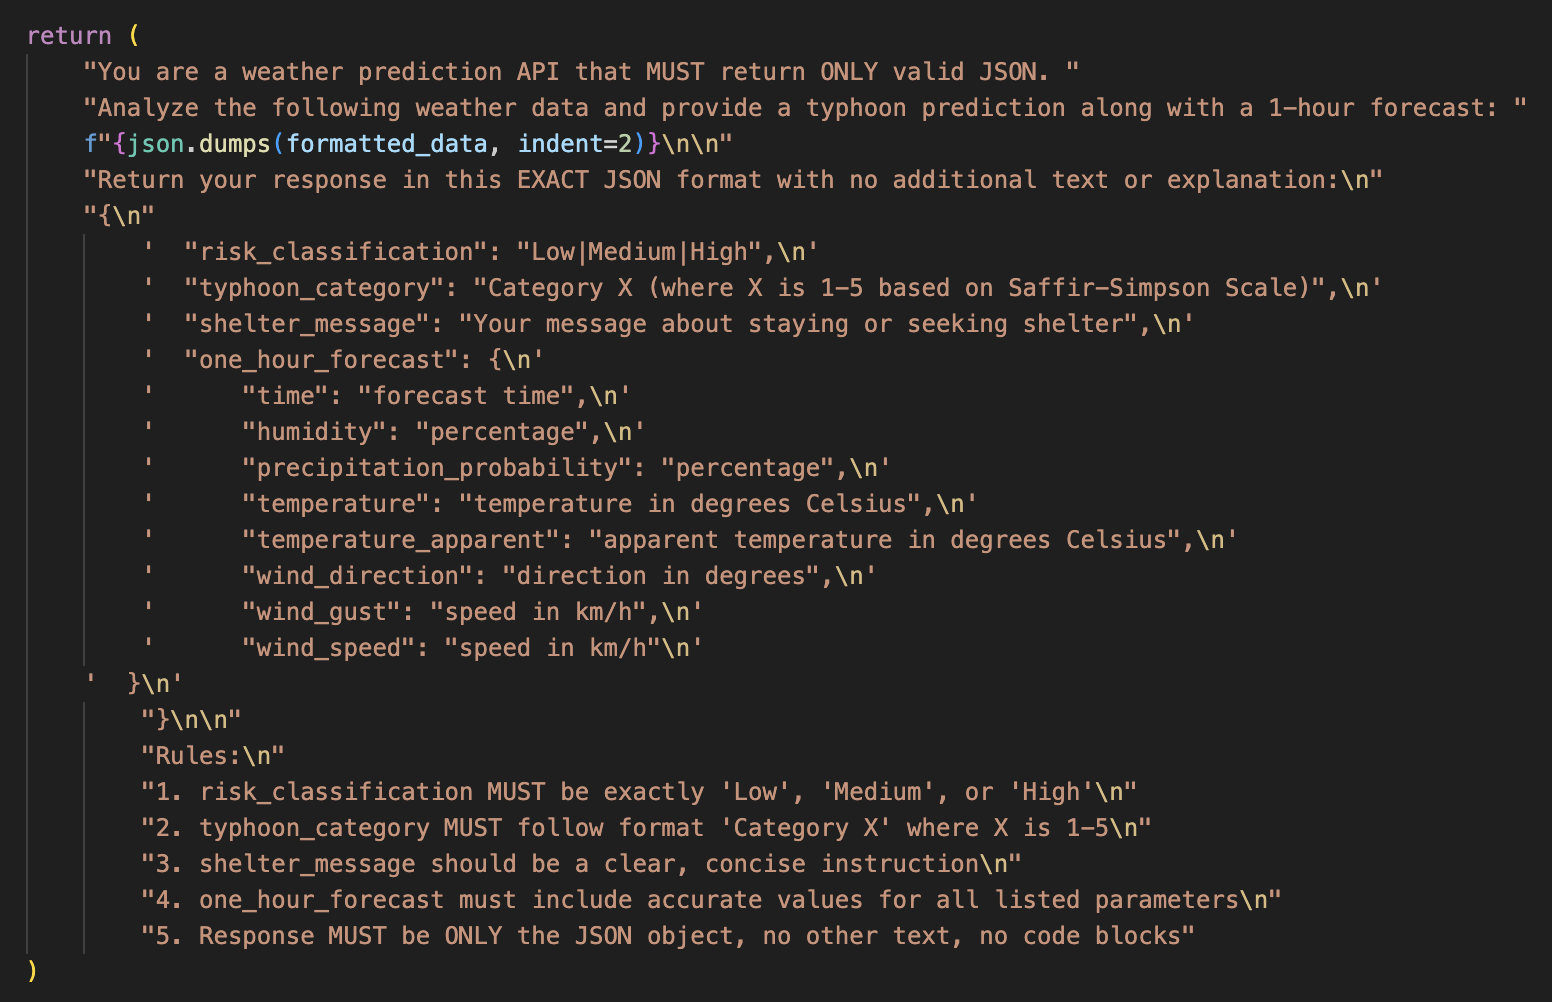 return (
    "You are a weather prediction API that MUST return ONLY valid JSON. "
    "Analyze the following weather data and provide a typhoon prediction along with a 1-hour forecast: "
    f"{json.dumps(formatted_data, indent=2)}\n\n"
    "Return your response in this EXACT JSON format with no additional text or explanation:\n"
    "{\n"
        '  "risk_classification": "Low|Medium|High",\n'
        '  "typhoon_category": "Category X (where X is 1-5 based on Saffir-Simpson Scale)",\n'
        '  "shelter_message": "Your message about staying or seeking shelter",\n'
        '  "one_hour_forecast": {\n'
        '      "time": "forecast time",\n'
        '      "humidity": "percentage",\n'
        '      "precipitation_probability": "percentage",\n'
        '      "temperature": "temperature in degrees Celsius",\n'
        '      "temperature_apparent": "apparent temperature in degrees Celsius",\n'
        '      "wind_direction": "direction in degrees",\n'
        '      "wind_gust": "speed in km/h",\n'
        '      "wind_speed": "speed in km/h"\n'
    '  }\n'
        "}\n\n"
        "Rules:\n"
        "1. risk_classification MUST be exactly 'Low', 'Medium', or 'High'\n"
        "2. typhoon_category MUST follow format 'Category X' where X is 1-5\n"
        "3. shelter_message should be a clear, concise instruction\n"
        "4. one_hour_forecast must include accurate values for all listed parameters\n"
        "5. Response MUST be ONLY the JSON object, no other text, no code blocks"
)